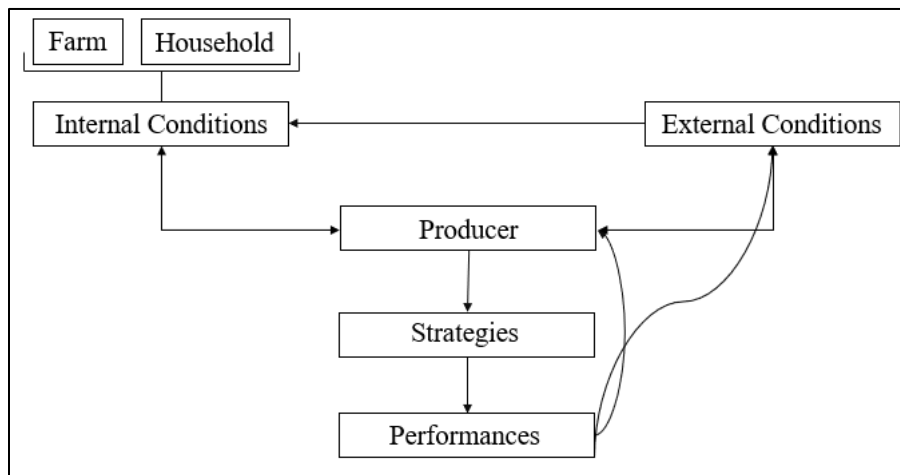 Farm
Household
Internal Conditions
External Conditions
Producer
Strategies
Performances